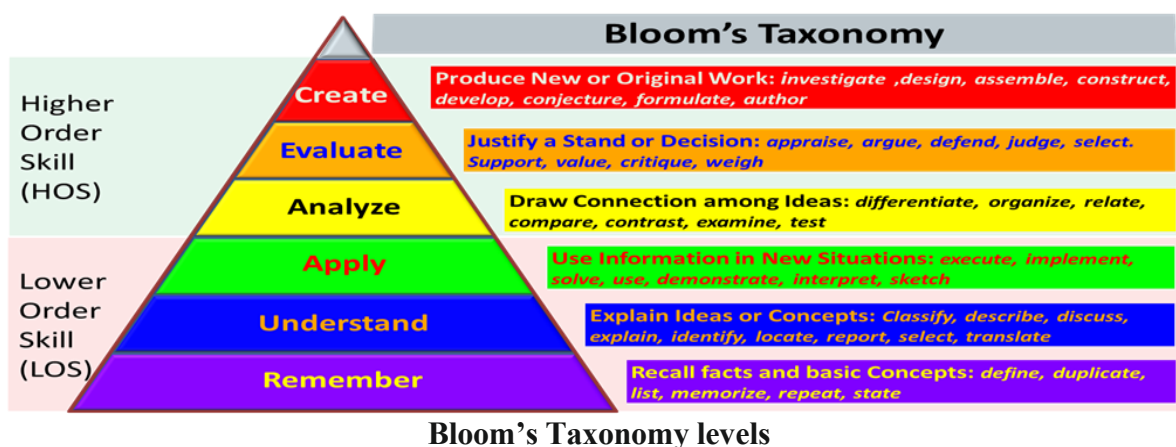 Bloom's Taxonomy
Higher
Order
Skill
(HOS)
Create
Produce New or Original Work: investigate ,design, assemble, construct,
develop, conjecture, formulate, author
Evaluate
Justify a Stand or Decision: appraise, argue, defend, judge, select.
Support, value, critique, weigh
Analyze
Draw Connection among Ideas: differentiate, organize, relate,
compare, contrast, examine, test
Lower
Order
Skill
(LOS)
Apply
Use Information in New Situations: execute, implement,
solve, use, demonstrate, interpret, sketch
Understand
Explain Ideas or Concepts: Classify, describe, discuss,
explain, identify, locate, report, select, translate
Remember
Recall facts and basic Concepts: define, duplicate,
list, memorize, repeat, state
Bloom's Taxonomy levels